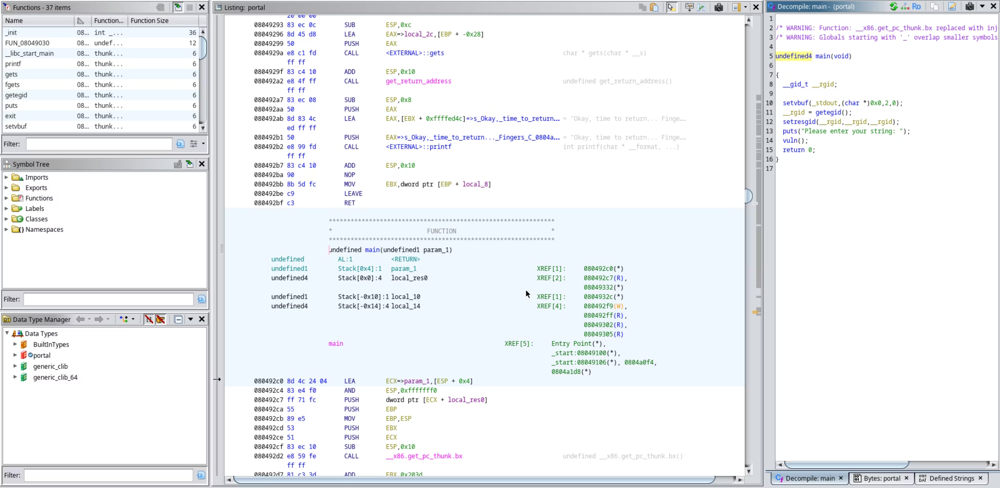 Functions - 37 items
Name Function... Function Size
_init 08... int _... 36
FUN_08049030 08... undef... 12
__libc_start_main 08... thunk... 6
printf 08... thunk... 6
gets 08... thunk... 6
fgets 08... thunk... 6
getegid 08... thunk... 6
puts 08... thunk... 6
exit 08... thunk... 6
setvbuf 08... thunk... 6
Filter:
Symbol Tree
Imports
Exports
Functions
Labels
Classes
Namespaces
Filter:
Data Type Manager
Data Types
BuiltInTypes
portal
generic_clib
generic_clib_64
Filter:
Listing: portal
20 00 00
08049293 83 ec 0c SUB ESP,0xc
08049296 8d 45 d8 LEA EAX=>local_2c,[EBP + -0x28]
08049299 50 PUSH EAX
0804929a e8 c1 fd CALL <EXTERNAL>::gets char * gets(char * __s)
ff ff
0804929f 83 c4 10 ADD ESP,0x10
080492a2 e8 4f ff CALL get_return_address undefined get_return_address()
ff ff
080492a7 83 ec 08 SUB ESP,0x8
080492aa 50 PUSH EAX
080492ab 8d 83 4c LEA EAX,[EBX + 0xffffed4c]=>s_Okay,_time_to_return... = "Okay, time to return... Finge...
ed ff ff
080492b1 50 PUSH EAX=>s_Okay,_time_to_return..._Fingers_C_0804a... = "Okay, time to return... Finge...
080492b2 e8 99 fd CALL <EXTERNAL>::printf int printf(char * __format, ...)
ff ff
080492b7 83 c4 10 ADD ESP,0x10
080492ba 90 NOP
080492bb 8b 5d fc MOV EBX,dword ptr [EBP + local_8]
080492be c9 LEAVE
080492bf c3 RET
**************************************************************
* FUNCTION *
**************************************************************
undefined main(undefined1 param_1)
undefined AL:1 <RETURN>
undefined1 Stack[0x4]:1 param_1 XREF[1]: 080492c0(*)
undefined4 Stack[0x0]:4 local_res0 XREF[2]: 080492c7(R),
08049332(*)
undefined1 Stack[-0x10]:1 local_10 XREF[1]: 0804932c(*)
undefined4 Stack[-0x14]:4 local_14 XREF[4]: 080492f9(W),
080492ff(R),
08049302(R),
08049305(R)
main XREF[5]: Entry Point(*),
_start:08049100(*),
_start:08049106(*), 0804a0f4,
0804a1d8(*)
080492c0 8d 4c 24 04 LEA ECX=>param_1,[ESP + 0x4]
080492c4 83 e4 f0 AND ESP,0xfffffff0
080492c7 ff 71 fc PUSH dword ptr [ECX + local_res0]
080492ca 55 PUSH EBP
080492cb 89 e5 MOV EBP,ESP
080492cd 53 PUSH EBX
080492ce 51 PUSH ECX
080492cf 83 ec 10 SUB ESP,0x10
080492d2 e8 59 fe CALL __x86.get_pc_thunk.bx undefined __x86.get_pc_thunk.bx()
ff ff
080492d7 81 c3 3d ADD EBX,0x203d
Decompile: main - (portal)
Ro
1
2 /* WARNING: Function: __x86.get_pc_thunk.bx replaced with inj
3 /* WARNING: Globals starting with '_' overlap smaller symbols
4
5 undefined4 main(void)
6
7 {
8 __gid_t __rgid;
9
10 setvbuf(_stdout,(char *)0x0,2,0);
11 __rgid = getegid();
12 setresgid(__rgid,__rgid,__rgid);
13 puts("Please enter your string: ");
14 vuln();
15 return 0;
16 }
17
Decompile: main
Bytes: portal
Defined Strings